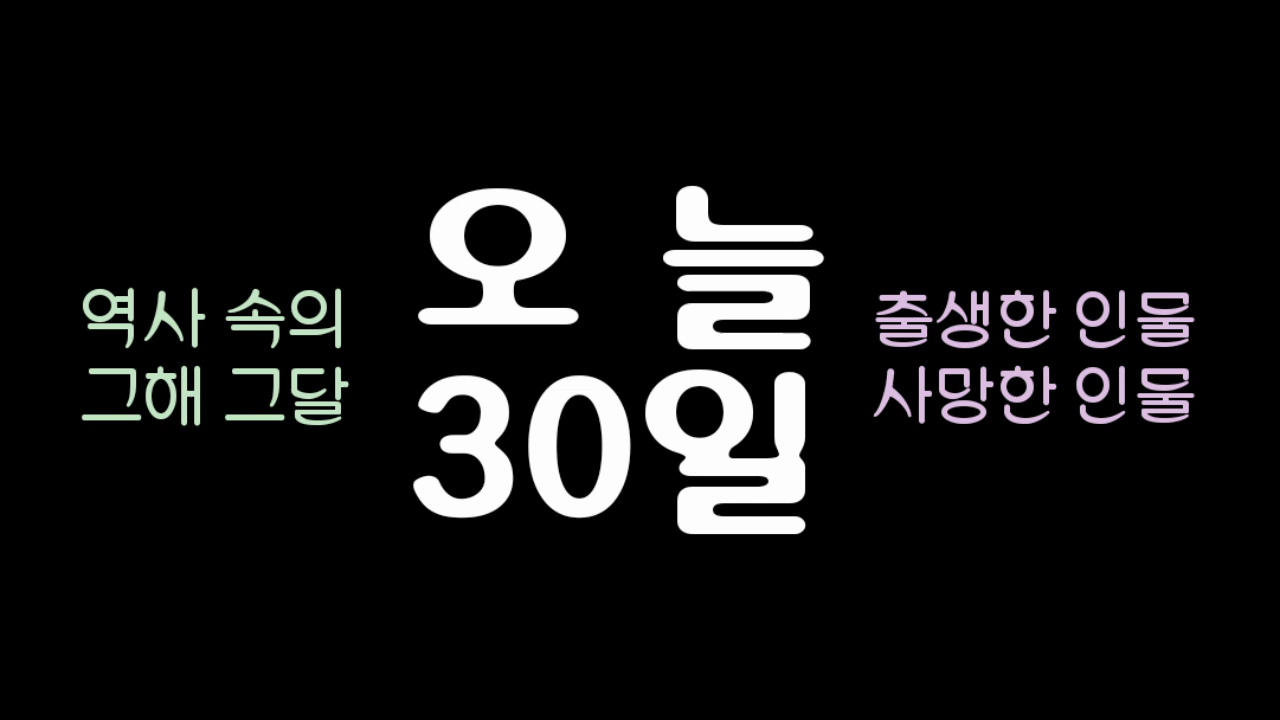 역사 속의
그해 그달
오 늘
30일
출생한 인물
사망한 인물